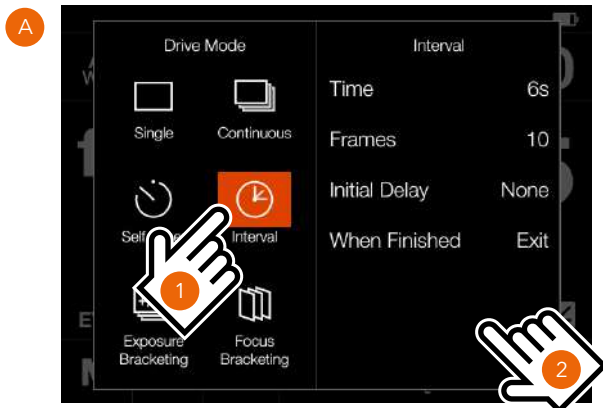 A
Drive Mode
Interval
Single
Continuous
Time 6s
Frames 10
Initial Delay None
When Finished Exit
Interval
1
Exposure
Bracketing
Focus
Bracketing
2